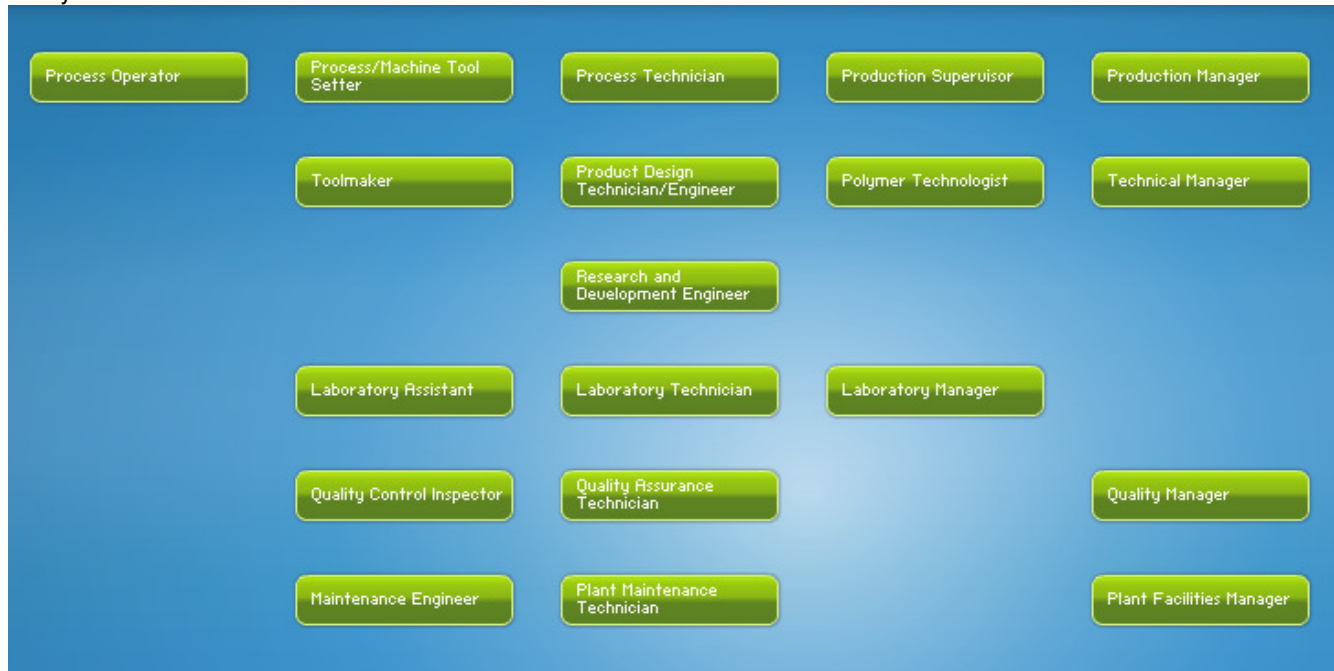 Process Operator
Process/Machine Tool
Setter
Process Technician
Production Supervisor
Production Manager
Toolmaker
Product Design
Technician/Engineer
Polymer Technologist
Technical Manager
Research and
Development Engineer
Laboratory Assistant
Laboratory Technician
Laboratory Manager
Quality Control Inspector
Quality Assurance
Technician
Quality Manager
Maintenance Engineer
Plant Maintenance
Technician
Plant Facilities Manager